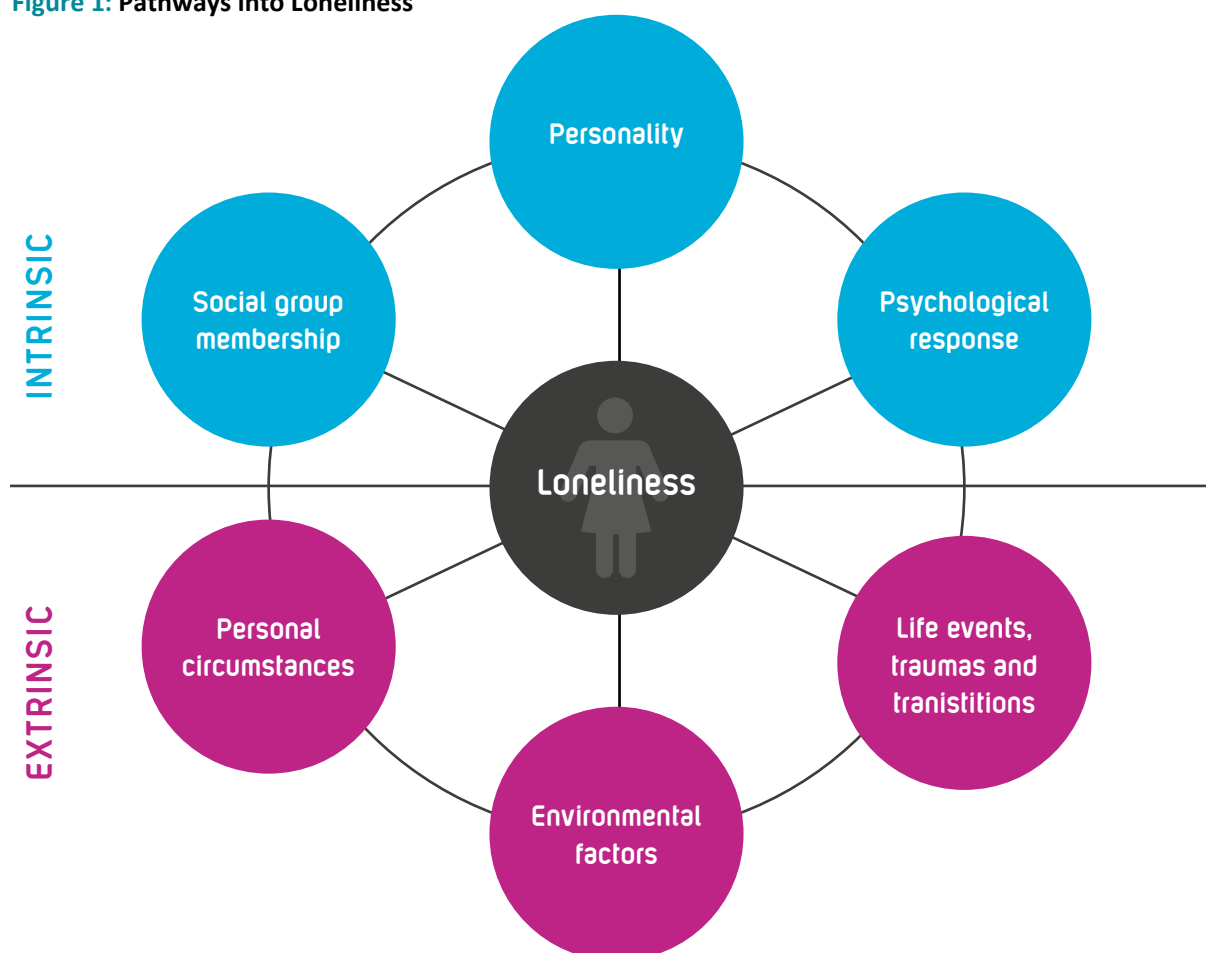 Figure 1: Pathways into Loneliness
Personality
INTRINSIC
Social group
membership
Psychological
response
Loneliness
EXTRINSIC
Personal
circumstances
Life events,
traumas and
tranistitions
Environmental
factors